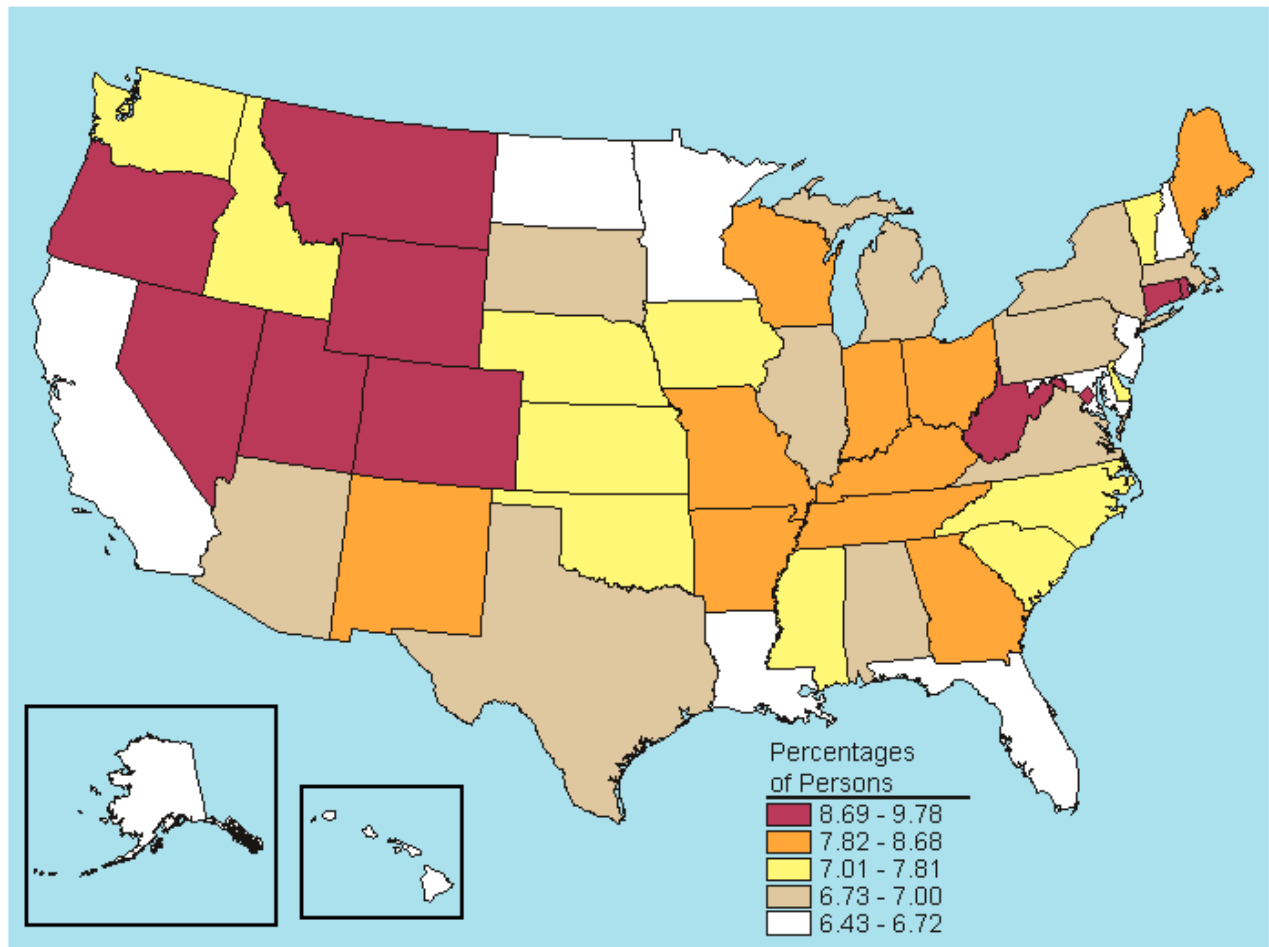 Percentages
of Persons
8.69 - 9.78
7.82 - 8.68
7.01 - 7.81
6.73 - 7.00
6.43 - 6.72